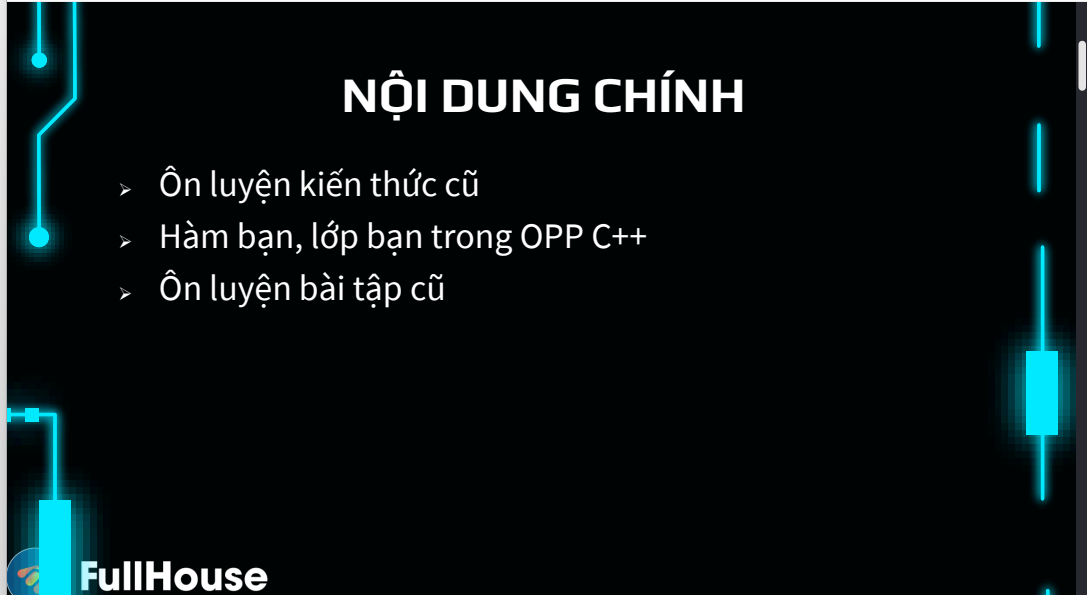 NỘI DUNG CHÍNH
Ôn luyện kiến thức cũ
Hàm bạn, lớp bạn trong OPP C++
Ôn luyện bài tập cũ
FullHouse